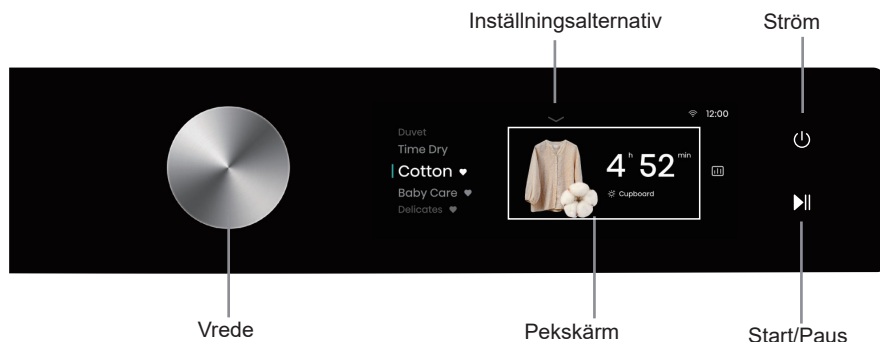 Inställningsalternativ
Ström
12:00
Duvet
Time Dry
Cotton
Baby Care
Delicates
4 h 52 min
Cupboard
Vrede
Pekskärm
Start/Paus